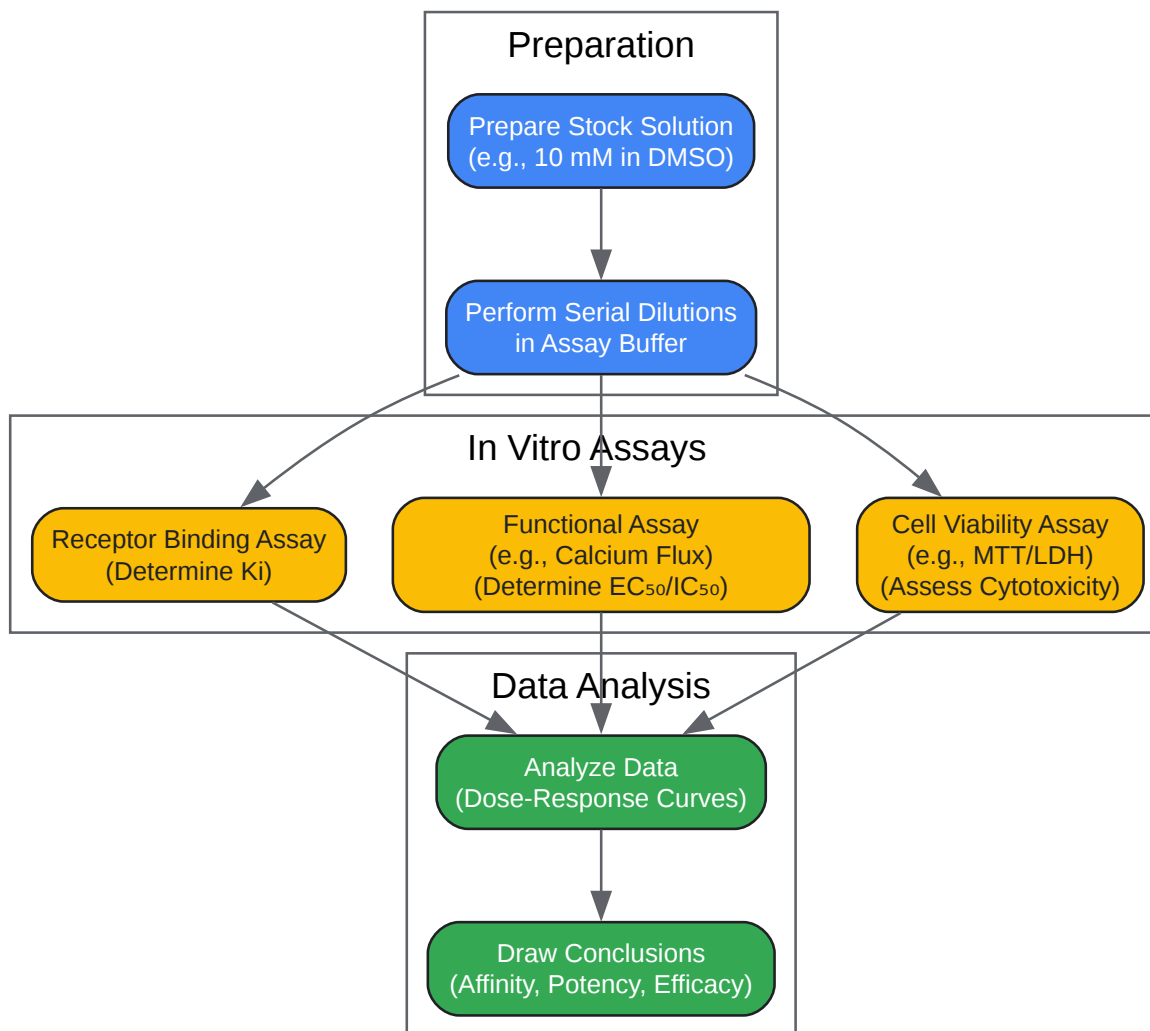 Preparation
Prepare Stock Solution
(e.g., 10 mM in DMSO)
Perform Serial Dilutions
in Assay Buffer
In Vitro Assays
Receptor Binding Assay
(Determine Ki)
Functional Assay
(e.g., Calcium Flux)
(Determine EC₅₀/IC₅₀)
Cell Viability Assay
(e.g., MTT/LDH)
(Assess Cytotoxicity)
Data Analysis
Analyze Data
(Dose-Response Curves)
Draw Conclusions
(Affinity, Potency, Efficacy)